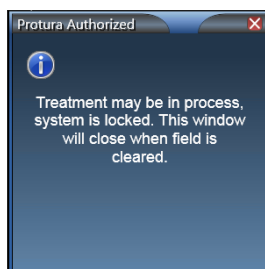 Protura Authorized
Treatment may be in process,
system is locked. This window
will close when field is
cleared.